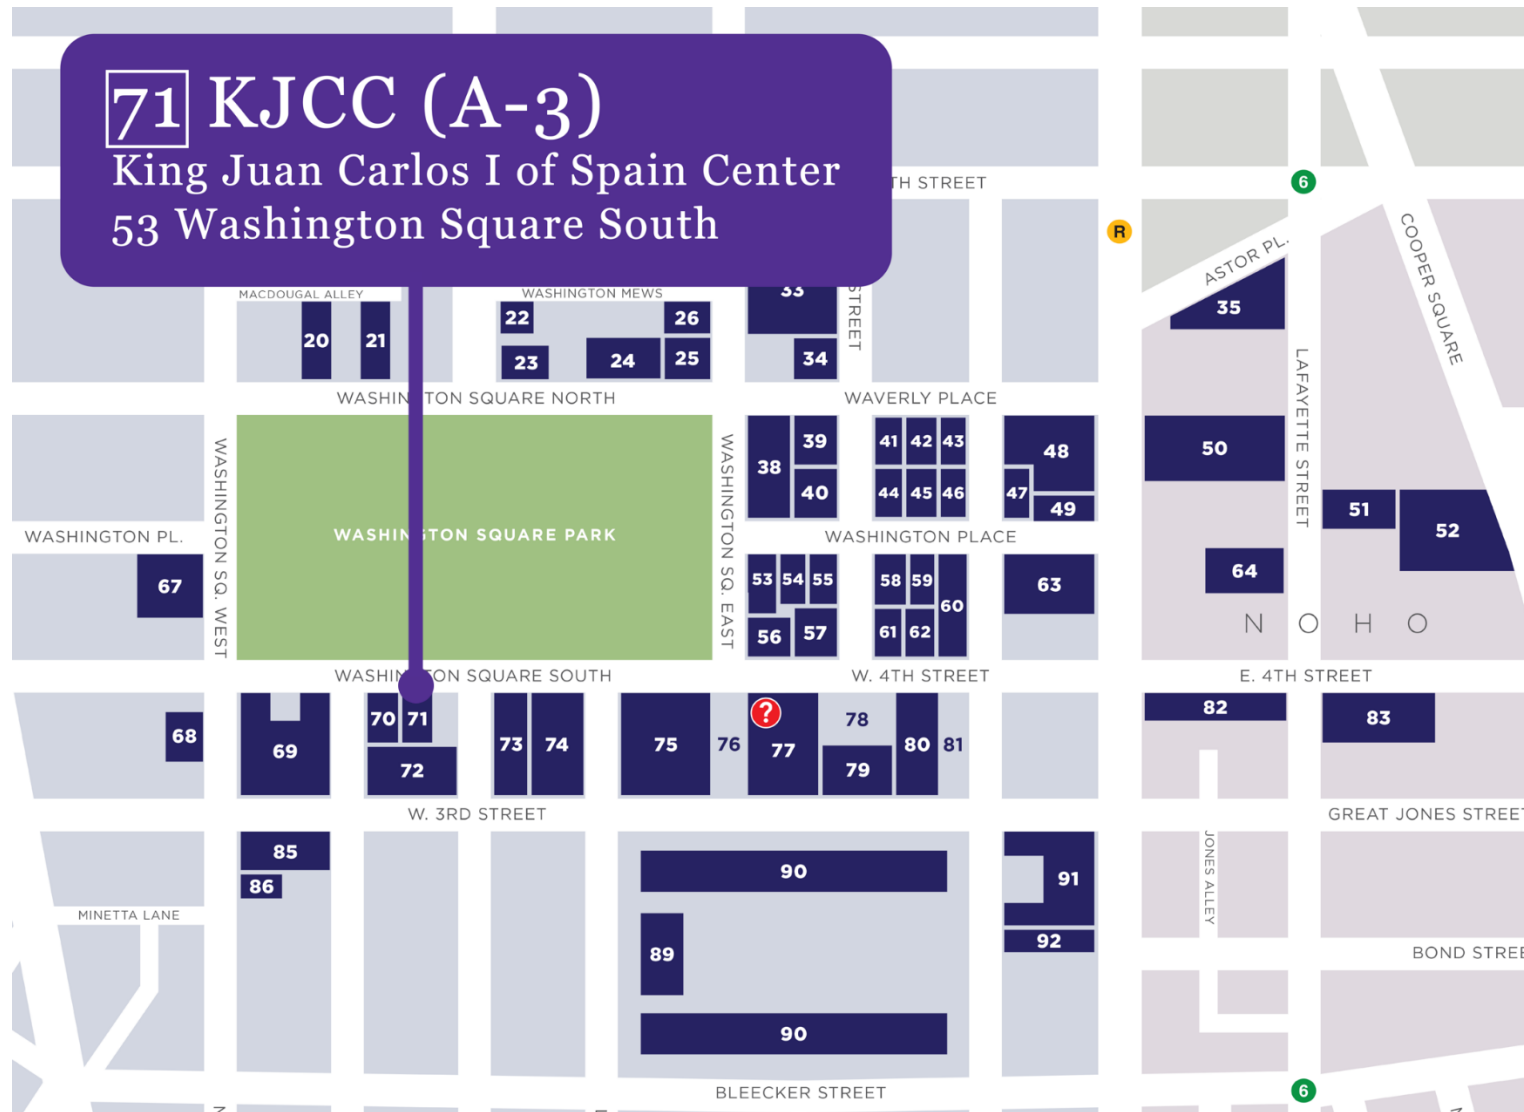 71 KJCC (A-3)
King Juan Carlos I of Spain Center
53 Washington Square South
TH STREET
6
R
ASTOR PL.
COOPER SQUARE
MACDOUGAL ALLEY
WASHINGTON MEWS
33
STREET
35
20
21
22
26
23
24
25
34
LAFAYETTE STREET
WASHINGTON SQUARE NORTH
WAVERLY PLACE
WASHINGTON SQ. WEST
WASHINGTON SQ. EAST
38
39
40
41
42
43
44
45
46
47
48
49
50
51
52
WASHINGTON PL.
WASHINGTON SQUARE PARK
WASHINGTON PLACE
67
53
54
55
56
57
58
59
60
61
62
63
64
NOHO
WASHINGTON SQUARE SOUTH
W. 4TH STREET
E. 4TH STREET
68
69
70
71
72
73
74
75
76
?
77
78
79
80
81
82
83
W. 3RD STREET
GREAT JONES STREET
85
86
90
91
JONES ALLEY
MINETTA LANE
89
92
BOND STREE
90
BLEECKER STREET
6